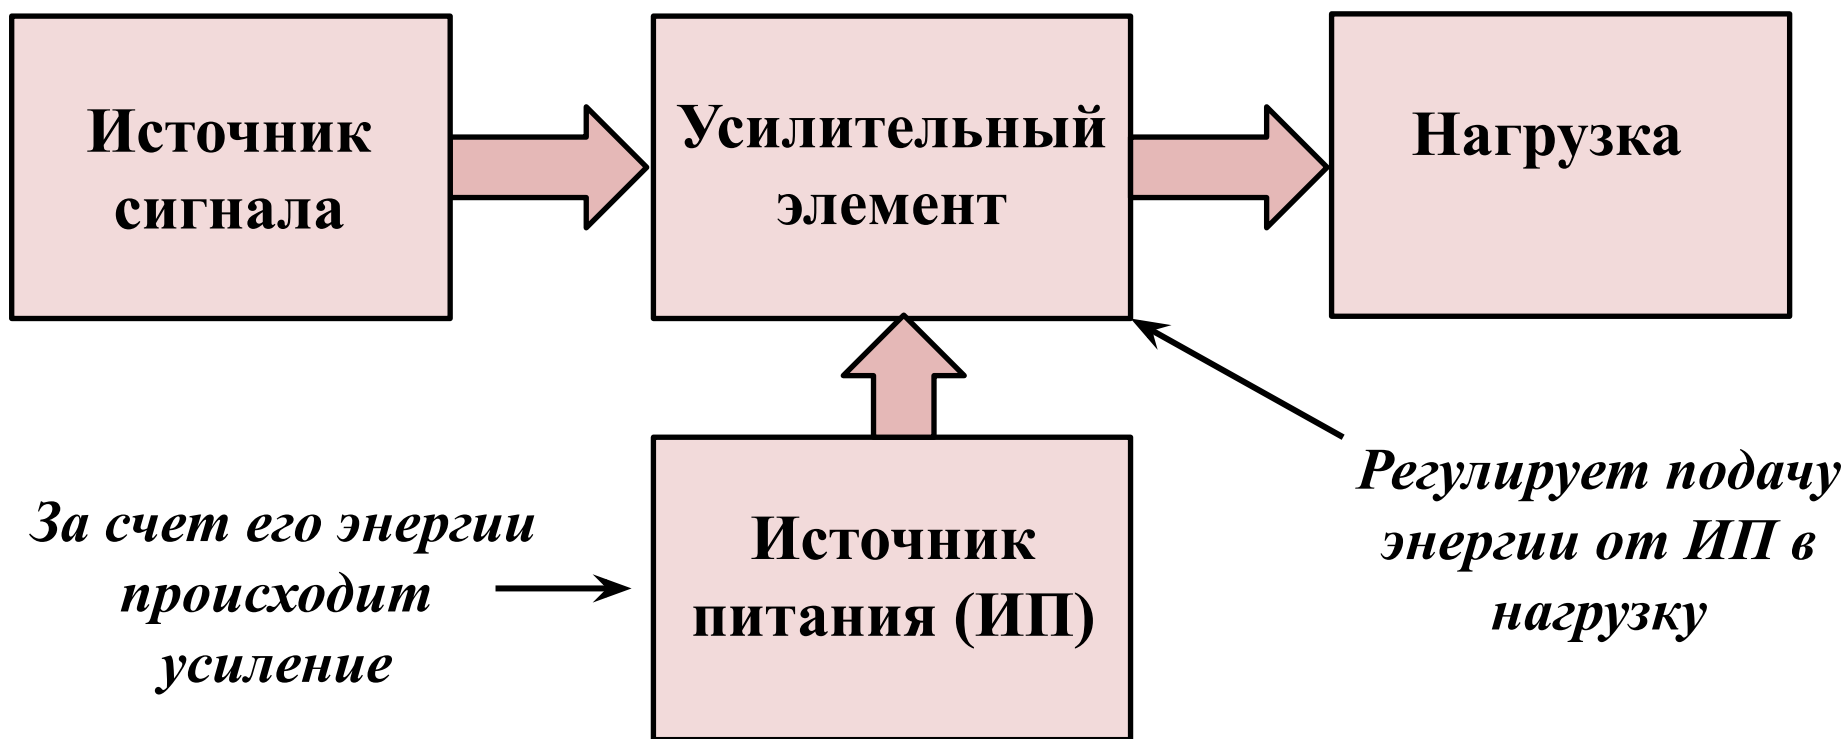 Источник
сигнала
Усилительный
элемент
Нагрузка
За счет его энергии
происходит
усиление
Источник
питания (ИП)
Регулирует подачу
энергии от ИП в
нагрузку